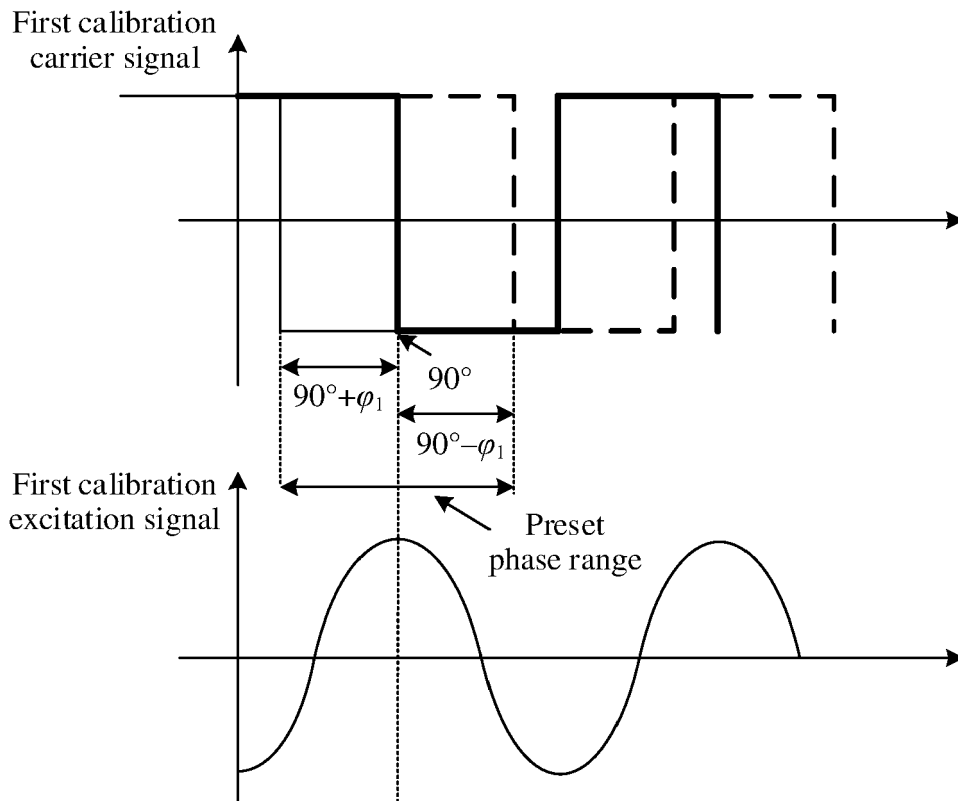 First calibration
carrier signal
90°
90°+φ₁
90°−φ₁
First calibration
excitation signal
Preset
phase range